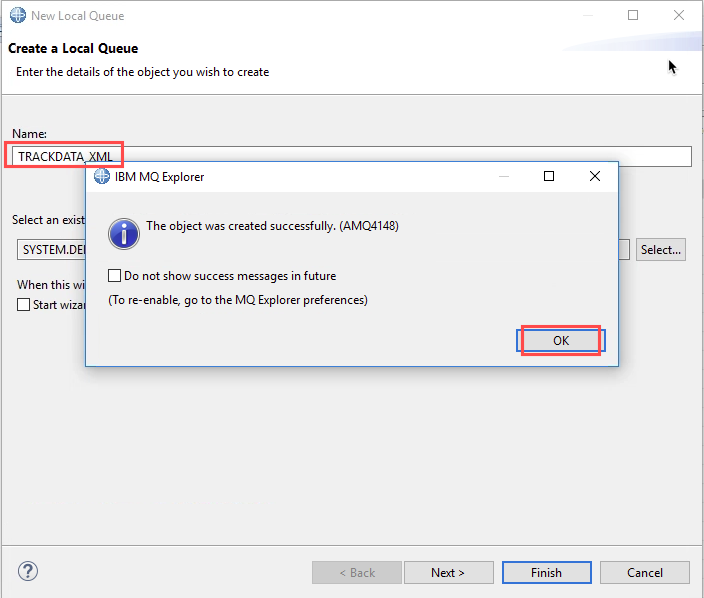 New Local Queue
Create a Local Queue
Enter the details of the object you wish to create
Name:
TRACKDATA_XML
IBM MQ Explorer
The object was created successfully. (AMQ4148)
Do not show success messages in future
(To re-enable, go to the MQ Explorer preferences)
OK
Select an exist
SYSTEM.DE
Select...
When this wi
Start wiza
?
< Back
Next >
Finish
Cancel